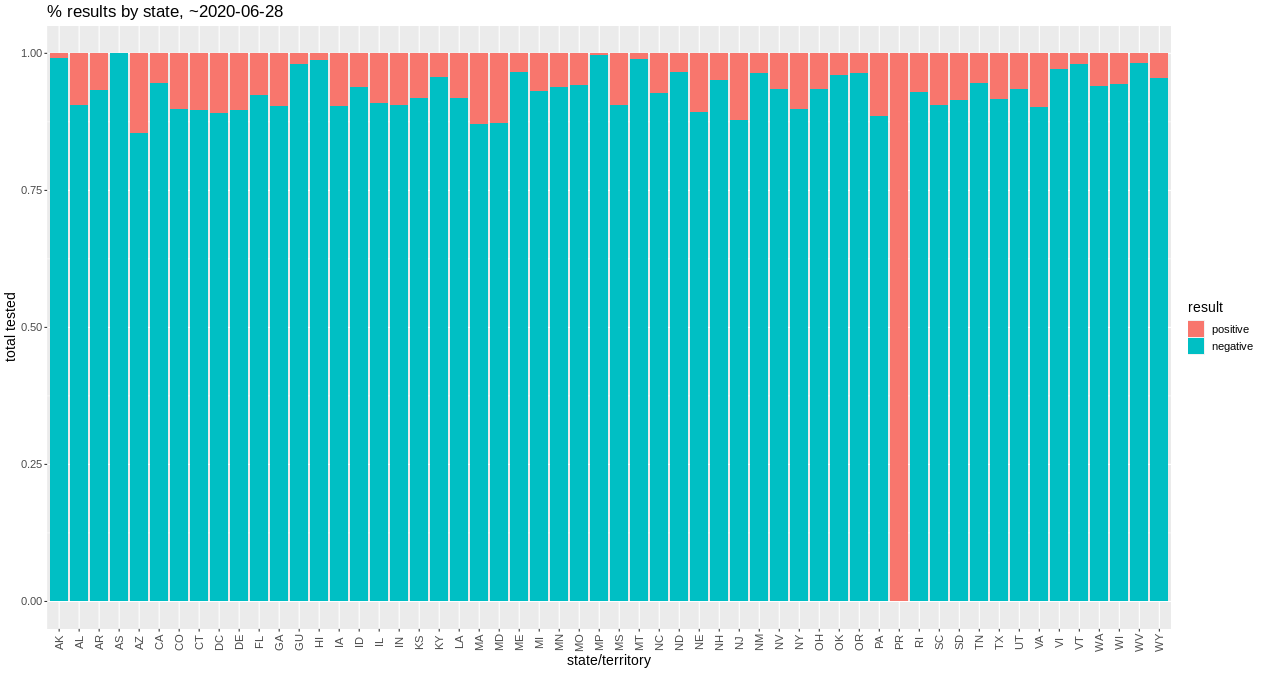 % results by state, ~2020-06-28
total tested
1.00
0.75
0.50
0.25
0.00
AK AL AR AS AZ CA CO CT DC DE FL GA GU HI IA ID IL IN KS KY LA MA MD ME MI MN MO MP MS MT NC ND NE NH NJ NM NV NY OH OK OR PA PR RI SC SD TN TX UT VA VI VT WA WI WV WY
state/territory
result
positive
negative